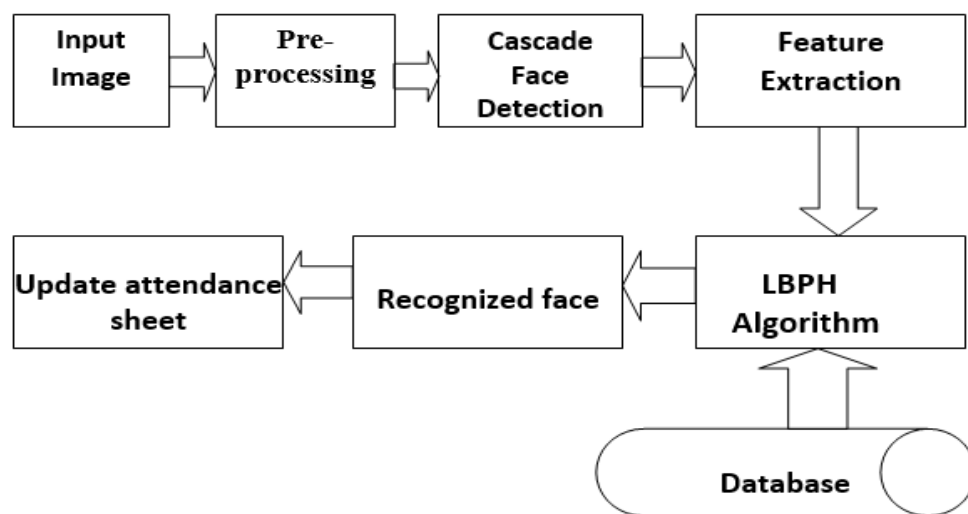 Input
Image
Pre-
processing
Cascade
Face
Detection
Feature
Extraction
LBPH
Algorithm
Recognized face
Update attendance
sheet
Database